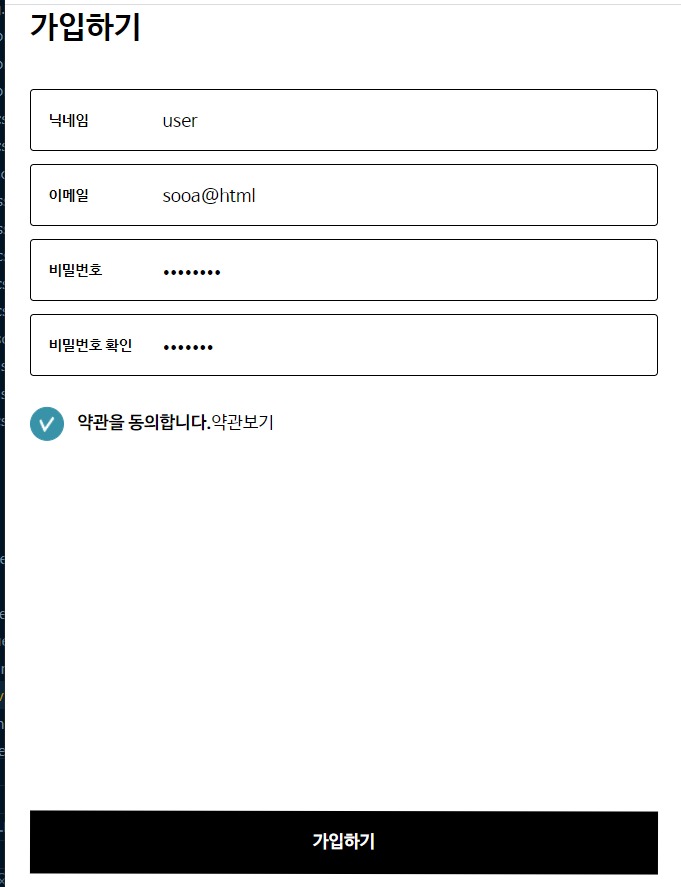 가입하기
닉네임 user
이메일 sooa@html
비밀번호 ••••••••
비밀번호 확인 •••••••
약관을 동의합니다.약관보기
가입하기